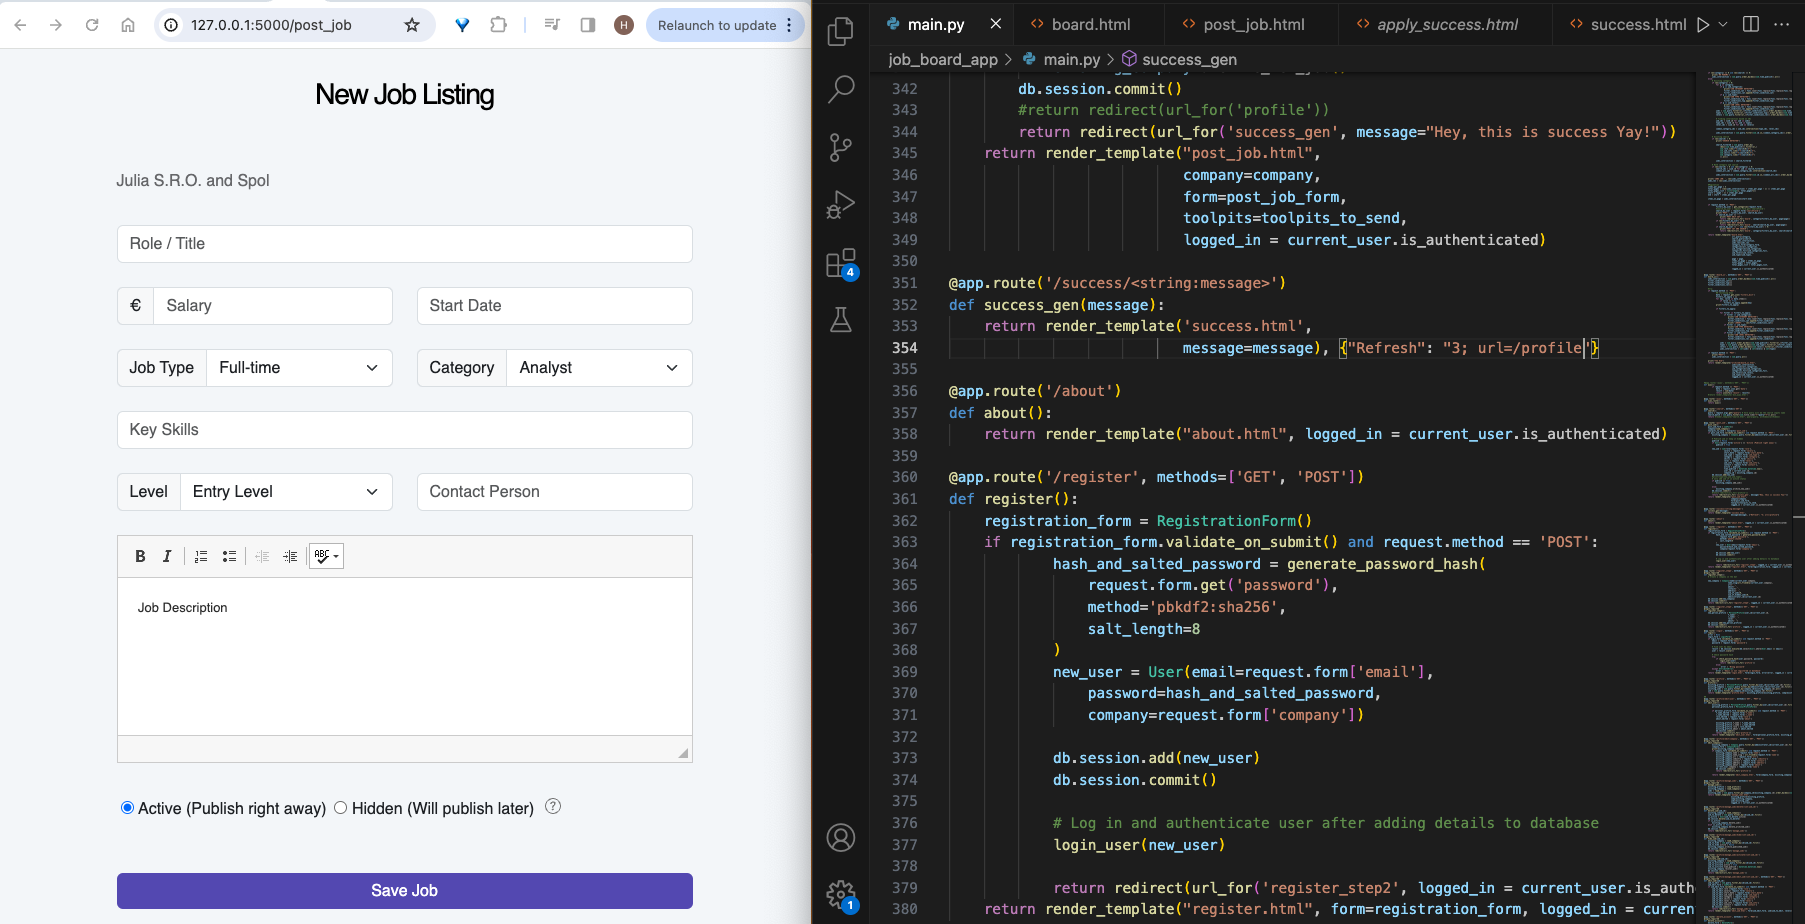 127.0.0.1:5000/post_job
H
Relaunch to update
New Job Listing
Julia S.R.O. and Spol
Role / Title
€
Salary
Start Date
Job Type
Full-time
Category
Analyst
Key Skills
Level
Entry Level
Contact Person
B I
ABC
Job Description
Active (Publish right away)
Hidden (Will publish later)
?
Save Job
4
1
main.py
<> board.html
<> post_job.html
<> apply_success.html
<> success.html
job_board_app > main.py > success_gen
342 db.session.commit()
343 #return redirect(url_for('profile'))
344 return redirect(url_for('success_gen', message="Hey, this is success Yay!"))
345 return render_template("post_job.html",
346 company=company,
347 form=post_job_form,
348 toolpits=toolpits_to_send,
349 logged_in = current_user.is_authenticated)
350
351 @app.route('/success/<string:message>')
352 def success_gen(message):
353 return render_template('success.html',
354 message=message), {"Refresh": "3; url=/profile"}
355
356 @app.route('/about')
357 def about():
358 return render_template("about.html", logged_in = current_user.is_authenticated)
359
360 @app.route('/register', methods=['GET', 'POST'])
361 def register():
362 registration_form = RegistrationForm()
363 if registration_form.validate_on_submit() and request.method == 'POST':
364 hash_and_salted_password = generate_password_hash(
365 request.form.get('password'),
366 method='pbkdf2:sha256',
367 salt_length=8
368 )
369 new_user = User(email=request.form['email'],
370 password=hash_and_salted_password,
371 company=request.form['company'])
372
373 db.session.add(new_user)
374 db.session.commit()
375
376 # Log in and authenticate user after adding details to database
377 login_user(new_user)
378
379 return redirect(url_for('register_step2', logged_in = current_user.is_auth
380 return render_template("register.html", form=registration_form, logged_in = curren